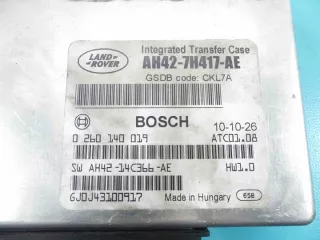 LAND
ROVER
Integrated Transfer Case
AH42-7H417-AE
GSDB code: CKL7A
BOSCH
10-10-26
0 260 140 019
ATC01.08
SW AH42-14C366-AE
HW1.0
6J0J43100917
Made in Hungary
658